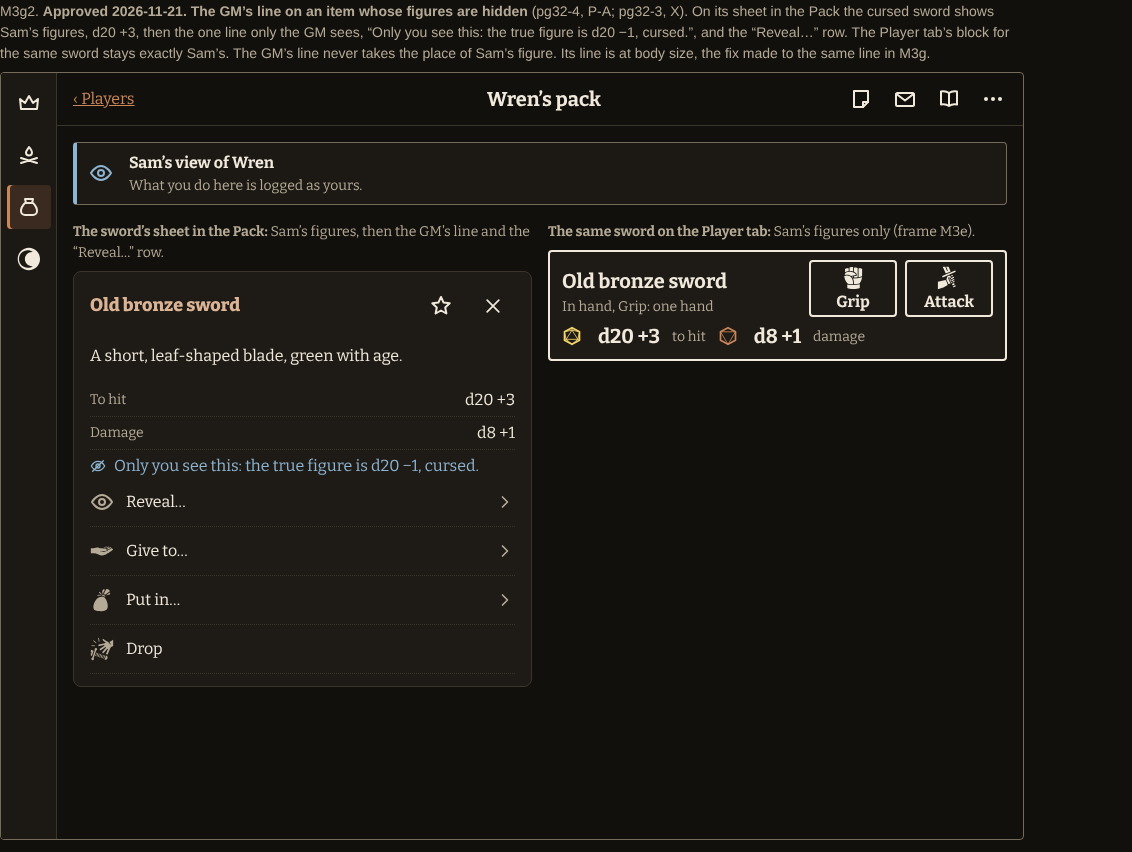 M3g2. Approved 2026-11-21. The GM’s line on an item whose figures are hidden (pg32-4, P-A; pg32-3, X). On its sheet in the Pack the cursed sword shows
Sam’s figures, d20 +3, then the one line only the GM sees, “Only you see this: the true figure is d20 −1, cursed.”, and the “Reveal…” row. The Player tab’s block for
the same sword stays exactly Sam’s. The GM’s line never takes the place of Sam’s figure. Its line is at body size, the fix made to the same line in M3g.
‹ Players
Wren’s pack
Sam’s view of Wren
What you do here is logged as yours.
The sword’s sheet in the Pack: Sam’s figures, then the GM’s line and the
“Reveal…” row.
Old bronze sword
A short, leaf-shaped blade, green with age.
To hit d20 +3
Damage d8 +1
Only you see this: the true figure is d20 −1, cursed.
Reveal…
Give to…
Put in…
Drop
The same sword on the Player tab: Sam’s figures only (frame M3e).
Old bronze sword
In hand, Grip: one hand
Grip
Attack
d20 +3 to hit d8 +1 damage